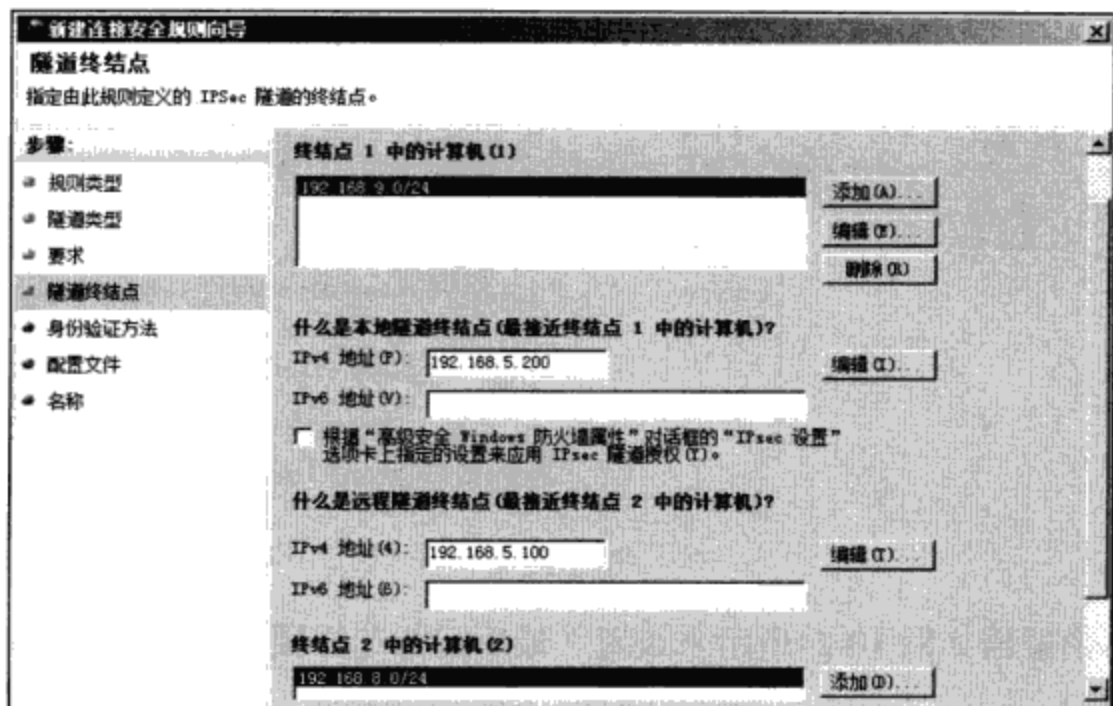 新建连接安全规则向导
隧道终结点
指定由此规则定义的 IPSec 隧道的终结点。
步骤:
规则类型
隧道类型
要求
隧道终结点
身份验证方法
配置文件
名称
终结点 1 中的计算机(1)
192.168.9.0/24
添加(A)...
编辑(E)...
删除(R)
什么是本地隧道终结点(最接近终结点 1 中的计算机)?
IPv4 地址(P): 192.168.5.200
编辑(I)...
IPv6 地址(V):
根据“高级安全 Windows 防火墙属性”对话框的“IPsec 设置”
选项卡上指定的设置来应用 IPsec 隧道授权(Y)。
什么是远程隧道终结点(最接近终结点 2 中的计算机)?
IPv4 地址(4): 192.168.5.100
编辑(T)...
IPv6 地址(6):
终结点 2 中的计算机(2)
192.168.8.0/24
添加(D)...